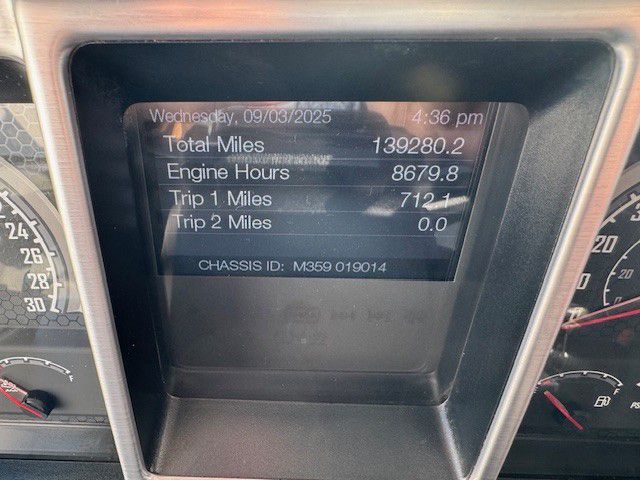 Wednesday, 09/03/2025 4:36 pm
Total Miles 139280.2
Engine Hours 8679.8
Trip 1 Miles 712.1
Trip 2 Miles 0.0
CHASSIS ID: M359 019014
24
26
28
30
30
20
F
F